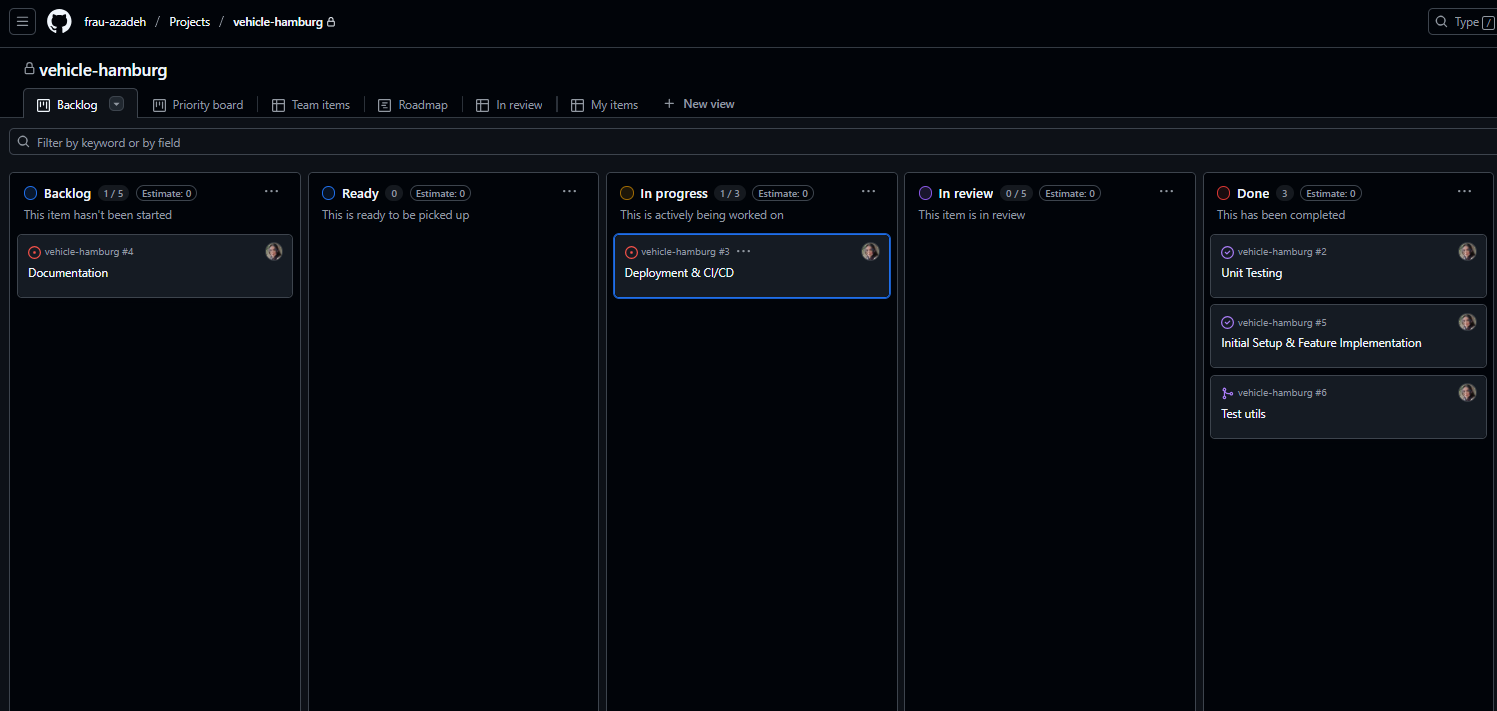 frau-azadeh / Projects / vehicle-hamburg
Type /
vehicle-hamburg
Backlog Priority board Team items Roadmap In review My items + New view
Filter by keyword or by field
Backlog 1 / 5 Estimate: 0
This item hasn't been started
vehicle-hamburg #4
Documentation
Ready 0 Estimate: 0
This is ready to be picked up
In progress 1 / 3 Estimate: 0
This is actively being worked on
vehicle-hamburg #3 ...
Deployment & CI/CD
In review 0 / 5 Estimate: 0
This item is in review
Done 3 Estimate: 0
This has been completed
vehicle-hamburg #2
Unit Testing
vehicle-hamburg #5
Initial Setup & Feature Implementation
vehicle-hamburg #6
Test utils